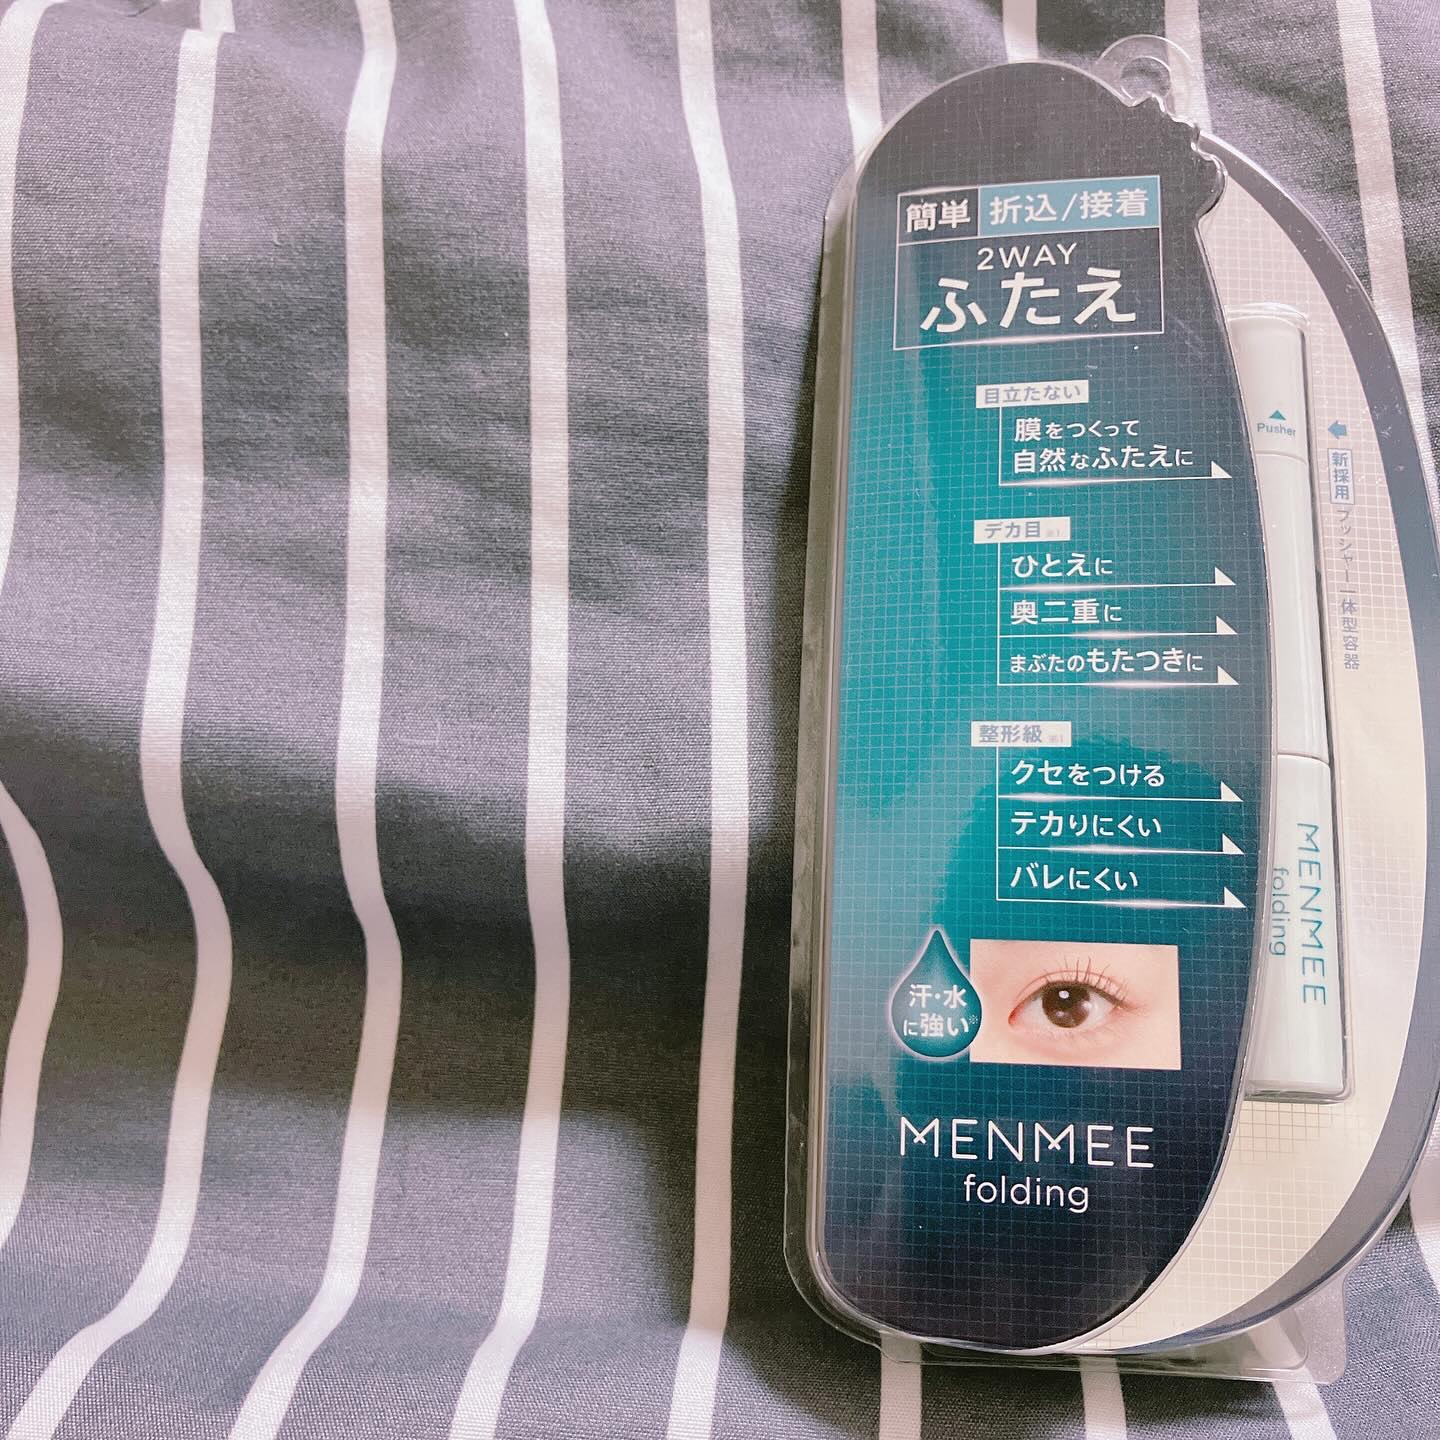 簡単 折込/接着
2WAY
ふたえ
目立たない
膜をつくって
自然なふたえに
デカ目※1
ひとえに
奥二重に
まぶたのもたつきに
整形級※1
クセをつける
テカりにくい
バレにくい
汗・水
に強い※
MENMEE
folding
Pusher
新採用 プッシャー一体型容器
MENMEE
folding